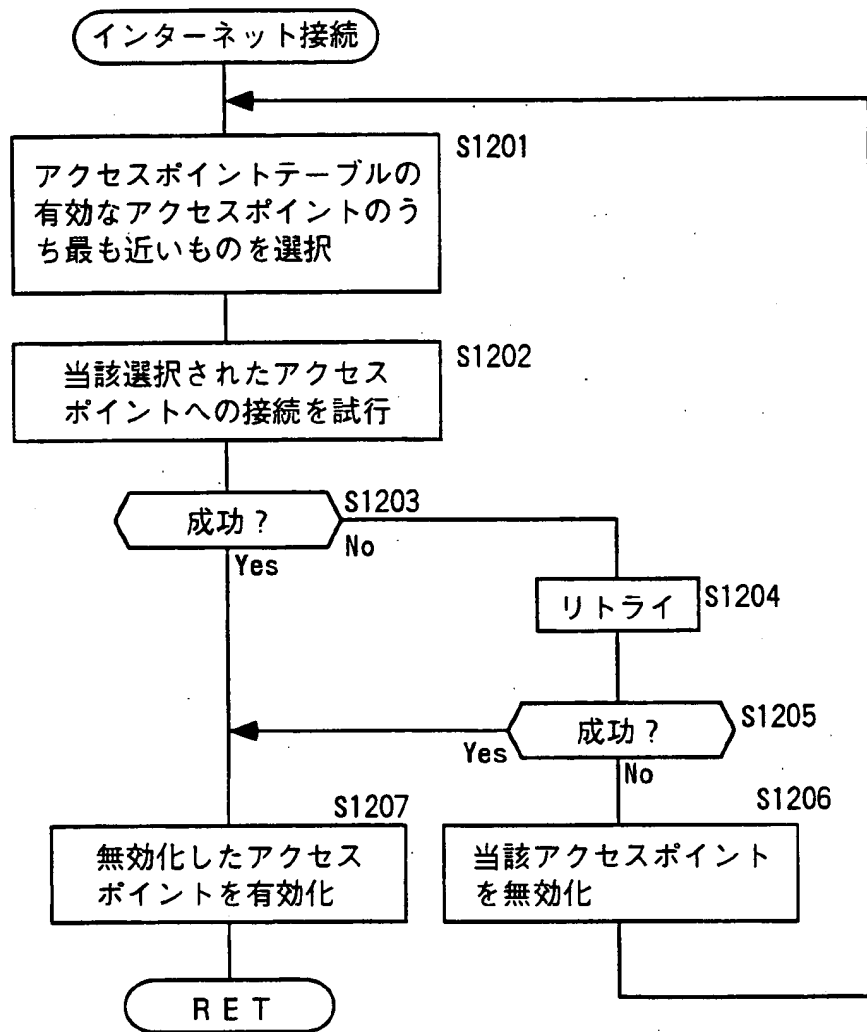 インターネット接続
S1201
アクセスポイントテーブルの
有効なアクセスポイントのう
ち最も近いものを選択
S1202
当該選択されたアクセス
ポイントへの接続を試行
S1203
成功？
Yes
No
リトライ
S1204
成功？
S1205
Yes
No
S1206
当該アクセスポイント
を無効化
S1207
無効化したアクセス
ポイントを有効化
RET